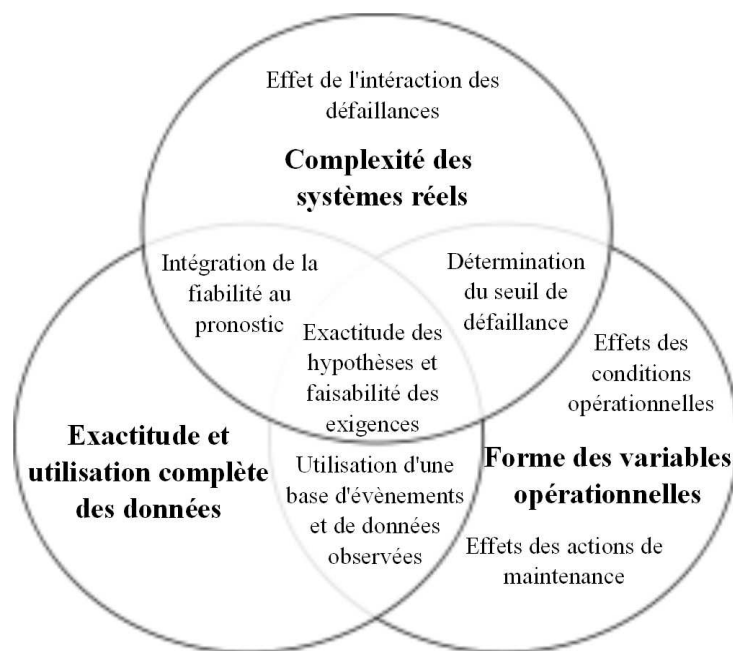 Effet de l'intéraction des
défaillances
Complexité des
systèmes réels
Intégration de la
fiabilité au
pronostic
Détermination
du seuil de
défaillance
Exactitude des
hypothèses et
faisabilité des
exigences
Effets des
conditions
opérationnelles
Exactitude et
utilisation complète
des données
Forme des variables
opérationnelles
Utilisation d'une
base d'évènements
et de données
observées
Effets des actions de
maintenance